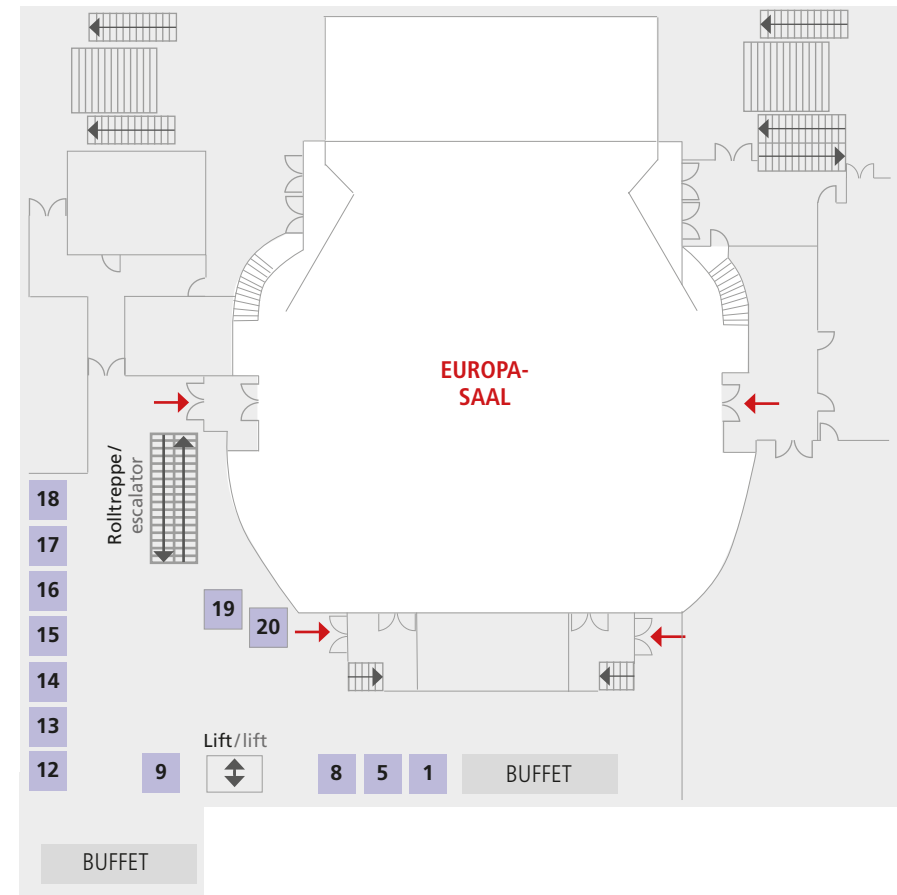 EUROPA-
SAAL
Rolltreppe/
escalator
18
17
16
15
14
13
12
19
20
Lift/lift
9
8
5
1
BUFFET
BUFFET